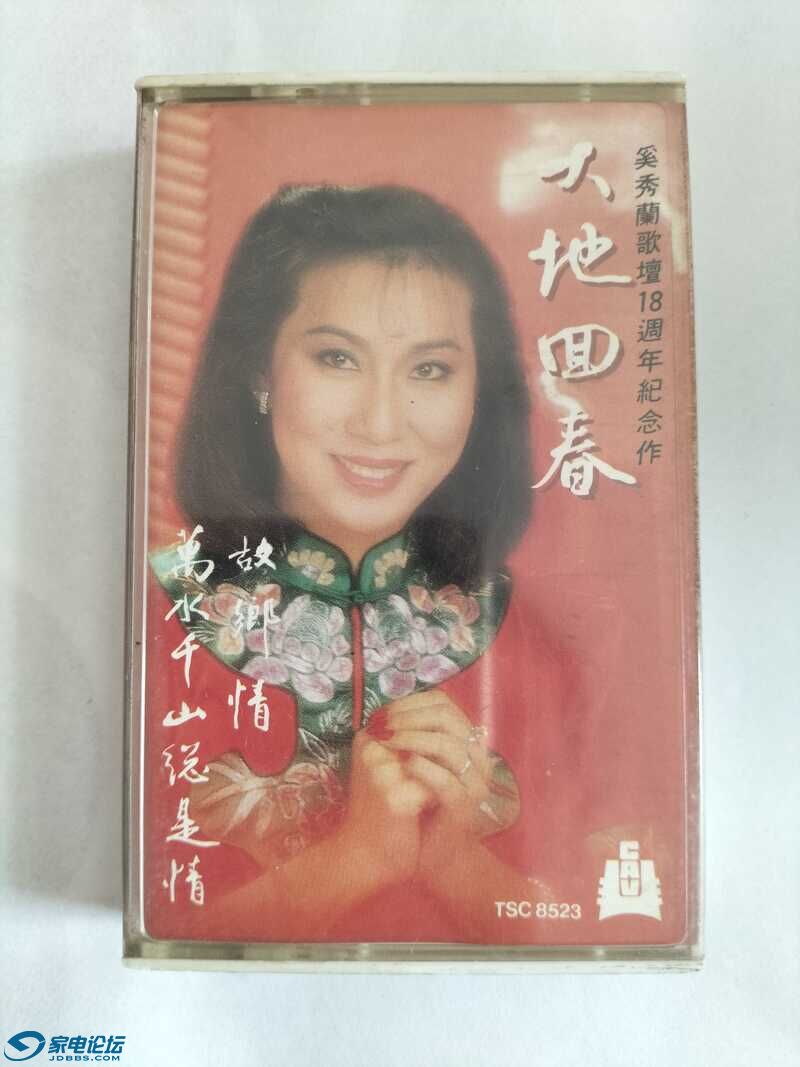 奚秀蘭歌壇18週年紀念作
大地回春
故鄉情
萬水千山總是情
CAV
TSC 8523
家电论坛
JDBBS.COM